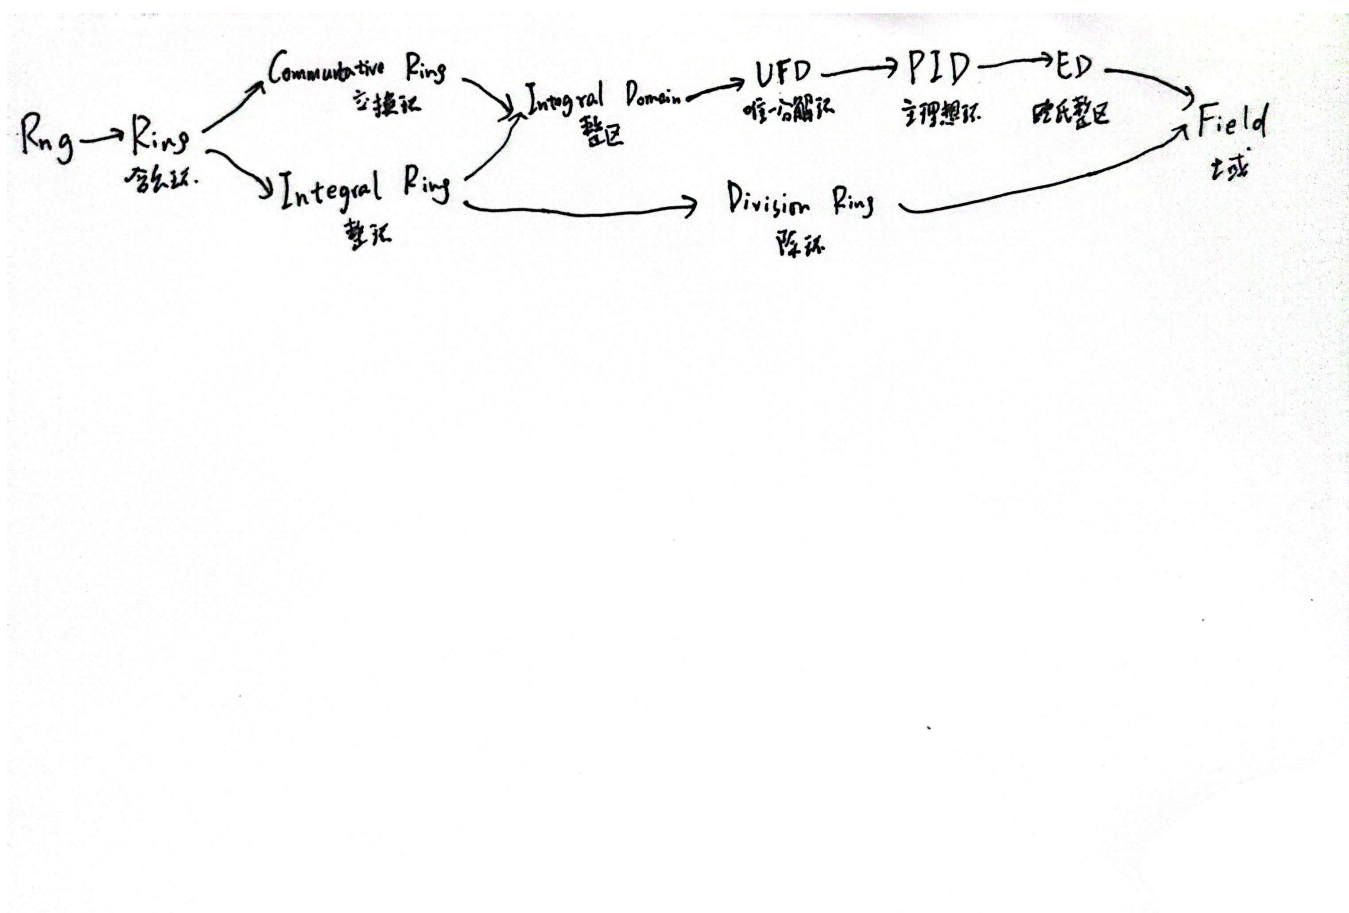 Rng
Ring
含幺环.
Commutative Ring
交换环
Integral Ring
整环
Integral Domain
整区
UFD
唯一分解环
PID
主理想环
ED
欧氏整区
Division Ring
除环
Field
域